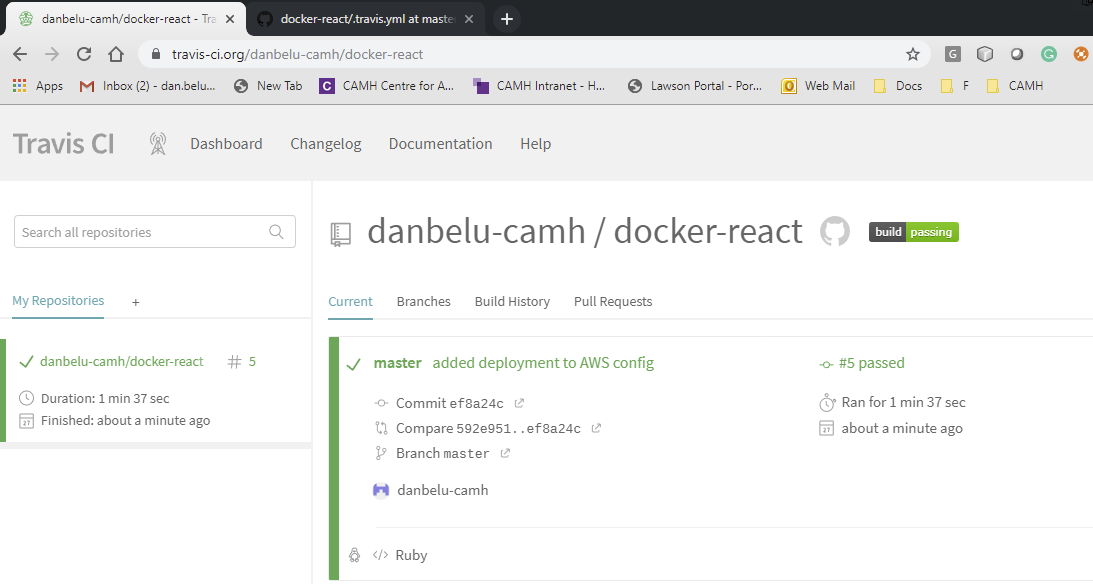 danbelu-camh/docker-react - Tra
docker-react/.travis.yml at maste
travis-ci.org/danbelu-camh/docker-react
Apps
Inbox (2) - dan.belu...
New Tab
CAMH Centre for A...
CAMH Intranet - H...
Lawson Portal - Por...
Web Mail
Docs
F
CAMH
Travis CI
Dashboard
Changelog
Documentation
Help
Search all repositories
danbelu-camh / docker-react
build passing
My Repositories +
Current
Branches
Build History
Pull Requests
danbelu-camh/docker-react # 5
Duration: 1 min 37 sec
Finished: about a minute ago
master added deployment to AWS config
Commit ef8a24c
Compare 592e951..ef8a24c
Branch master
danbelu-camh
</> Ruby
#5 passed
Ran for 1 min 37 sec
about a minute ago